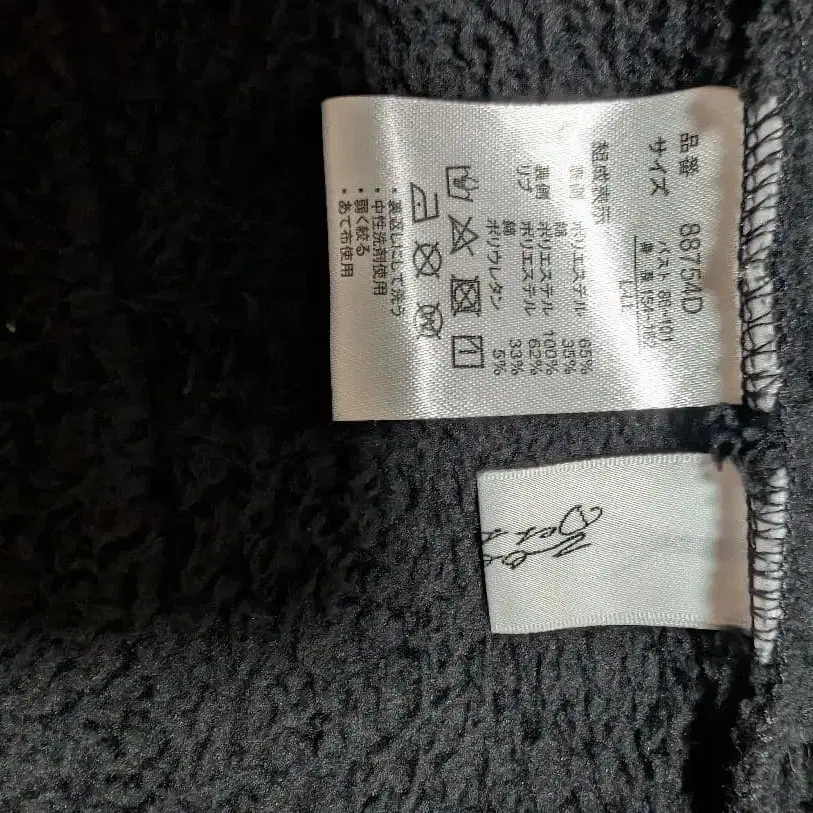 品番 88754D
サイズ
バスト
身長 154~162
組成表示
表側 ポリエステル 65%
綿 35%
裏側 ポリエステル 100%
リブ ポリエステル 62%
綿 33%
ポリウレタン 5%
・裏返しにして洗う
・中性洗剤使用
・弱く絞る
・あて布使用